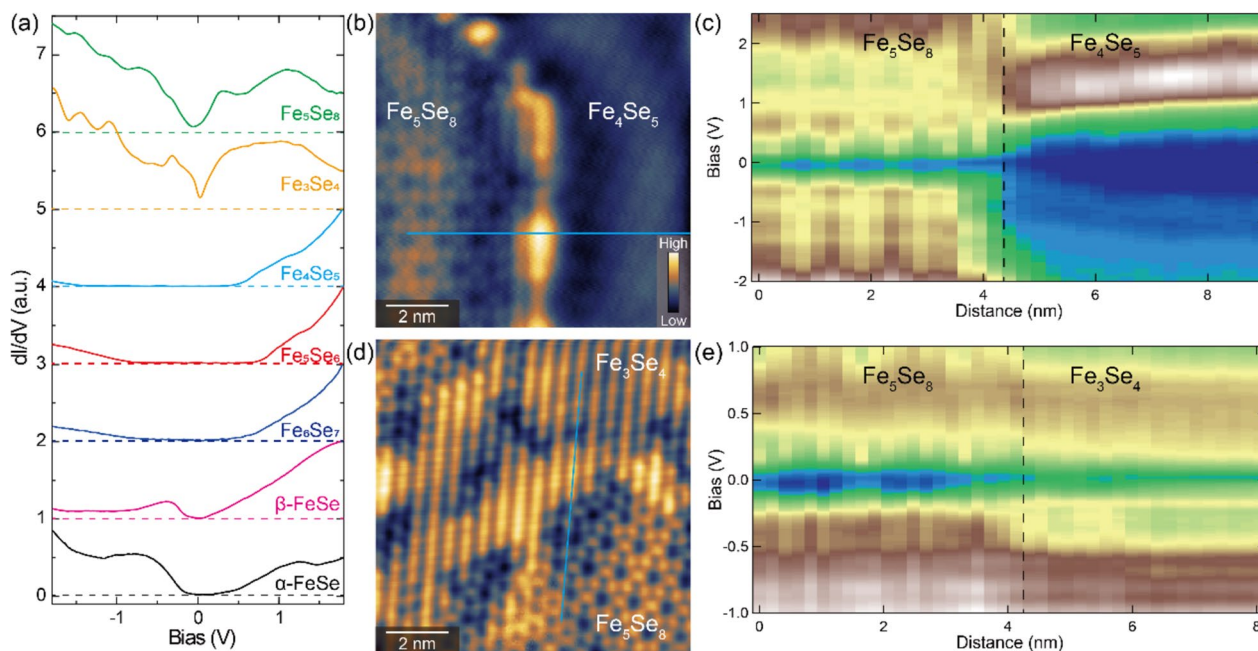 (a)
7
6
5
4
3
2
1
0
dI/dV (a.u.)
Fe₅Se₈
Fe₃Se₄
Fe₄Se₅
Fe₅Se₆
Fe₆Se₇
β-FeSe
α-FeSe
-1 0 1
Bias (V)
(b)
Fe₅Se₈
Fe₄Se₅
High
Low
2 nm
(c)
Fe₅Se₈ Fe₄Se₅
2
1
0
-1
-2
Bias (V)
0 2 4 6 8
Distance (nm)
(d)
Fe₃Se₄
Fe₅Se₈
2 nm
(e)
Fe₅Se₈ Fe₃Se₄
1.0
0.5
0.0
-0.5
-1.0
Bias (V)
0 2 4 6 8
Distance (nm)